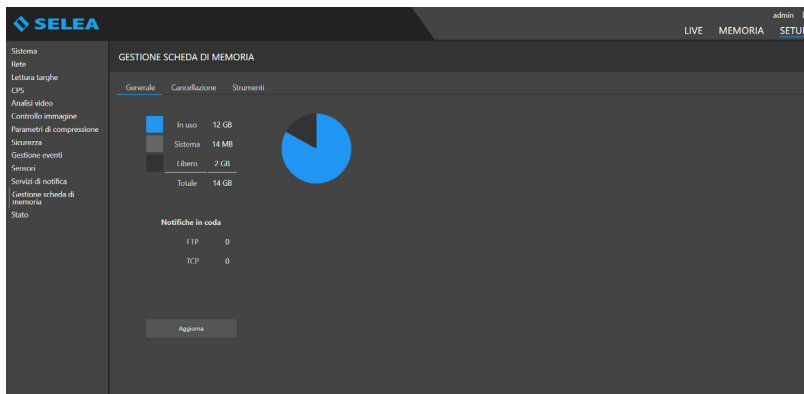 SELEA
admin
LIVE MEMORIA SETU
Sistema
Rete
Lettura targhe
CPS
Analisi video
Controllo immagine
Parametri di compressione
Sicurezza
Gestione eventi
Sensori
Servizi di notifica
Gestione scheda di
memoria
Stato
GESTIONE SCHEDA DI MEMORIA
Generale Cancellazione Strumenti
In uso 12 GB
Sistema 14 MB
Libero 2 GB
Totale 14 GB
Notifiche in coda
FTP 0
TCP 0
Aggiorna